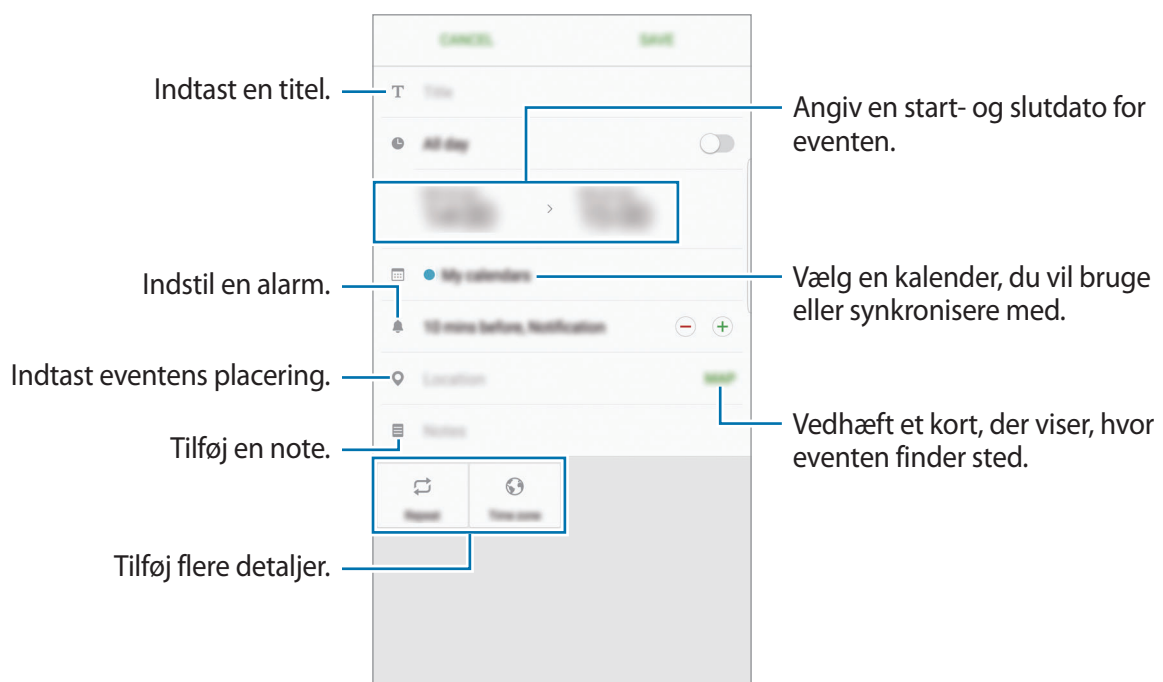 CANCEL
SAVE
Indtast en titel.
T
Title
Angiv en start- og slutdato for
eventen.
All day
Indstil en alarm.
My calendars
Vælg en kalender, du vil bruge
eller synkronisere med.
10 mins before, Notification
Indtast eventens placering.
Location
MAP
Tilføj en note.
Notes
Vedhæft et kort, der viser, hvor
eventen finder sted.
Repeat
Time zone
Tilføj flere detaljer.